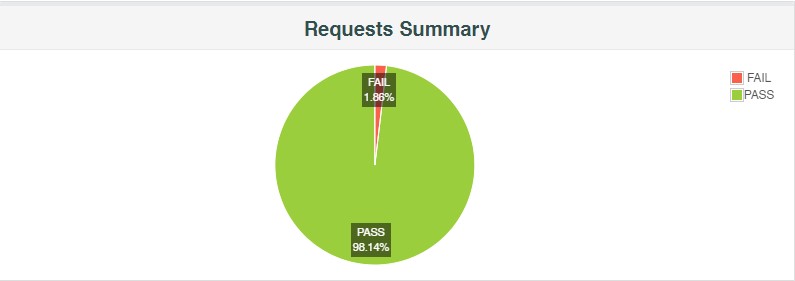 Requests Summary
FAIL
1.86%
FAIL
PASS
PASS
98.14%